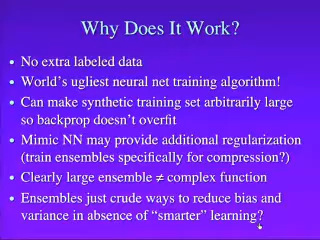 Why Does It Work?
• No extra labeled data
• World's ugliest neural net training algorithm!
• Can make synthetic training set arbitrarily large
so backprop doesn't overfit
• Mimic NN may provide additional regularization
(train ensembles specifically for compression?)
• Clearly large ensemble ≠ complex function
• Ensembles just crude ways to reduce bias and
variance in absence of “smarter” learning?